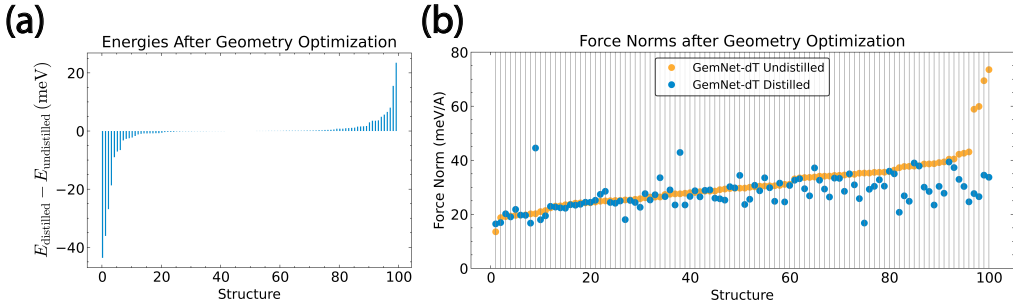 (a)
Energies After Geometry Optimization
E_distilled − E_undistilled (meV)
20
0
−20
−40
0
20
40
60
80
100
Structure
(b)
Force Norms after Geometry Optimization
Force Norm (meV/A)
80
60
40
20
0
GemNet-dT Undistilled
GemNet-dT Distilled
0
20
40
60
80
100
Structure